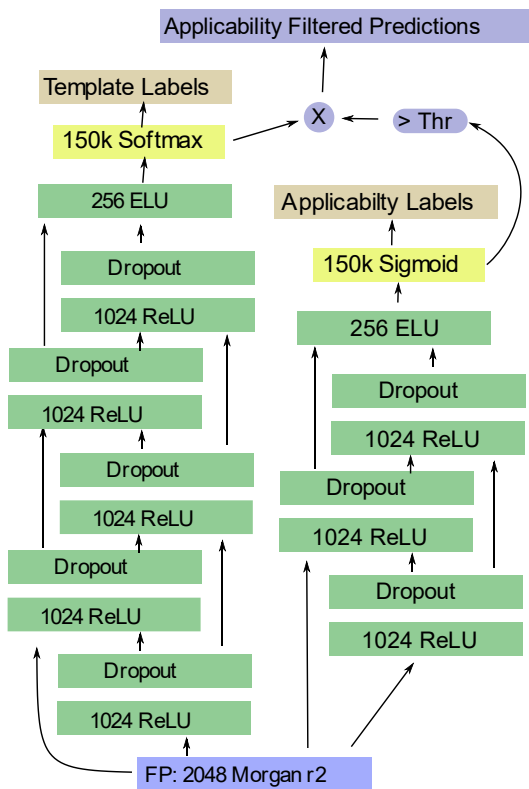 Applicability Filtered Predictions
Template Labels
150k Softmax
X
> Thr
256 ELU
Applicabilty Labels
Dropout
150k Sigmoid
1024 ReLU
256 ELU
Dropout
Dropout
1024 ReLU
1024 ReLU
Dropout
Dropout
1024 ReLU
1024 ReLU
Dropout
Dropout
1024 ReLU
1024 ReLU
Dropout
1024 ReLU
FP: 2048 Morgan r2